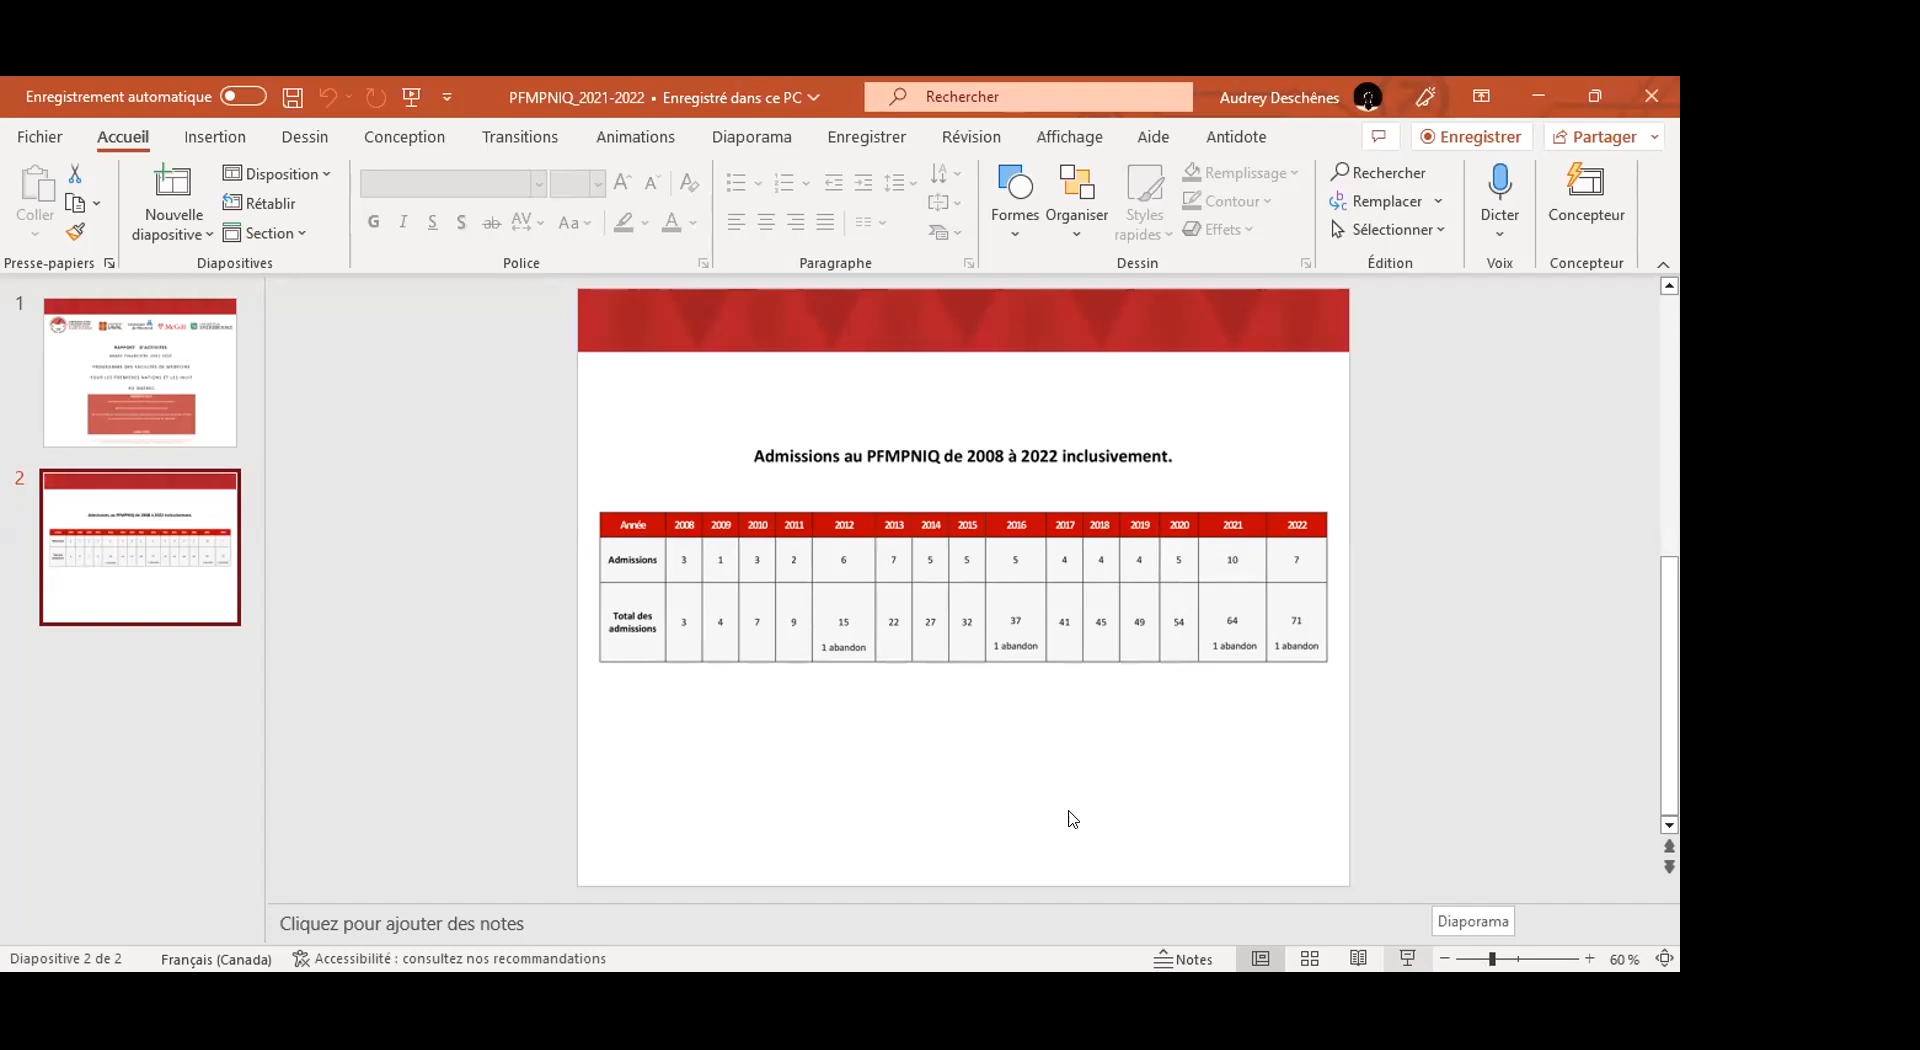 Enregistrement automatique
PFMPNIQ_2021-2022 • Enregistré dans ce PC
Rechercher
Audrey Deschênes
Fichier Accueil Insertion Dessin Conception Transitions Animations Diaporama Enregistrer Révision Affichage Aide Antidote
Enregistrer Partager
Coller
Nouvelle diapositive
Disposition
Rétablir
Section
G I S S ab AV Aa A
Formes Organiser Styles rapides
Remplissage
Contour
Effets
Rechercher
Remplacer
Sélectionner
Dicter
Concepteur
Presse-papiers Diapositives Police Paragraphe Dessin Édition Voix Concepteur
1
RAPPORT D'ACTIVITÉS
2
Admissions au PFMPNIQ de 2008 à 2022 inclusivement.
Année 2008 2009 2010 2011 2012 2013 2014 2015 2016 2017 2018 2019 2020 2021 2022
Admissions 3 1 3 2 6 7 5 5 5 4 4 4 5 10 7
Total des admissions 3 4 7 9 15 22 27 32 37 41 45 49 54 64 71
1 abandon 1 abandon 1 abandon 1 abandon
Cliquez pour ajouter des notes
Diaporama
Diapositive 2 de 2 Français (Canada) Accessibilité : consultez nos recommandations Notes 60 %